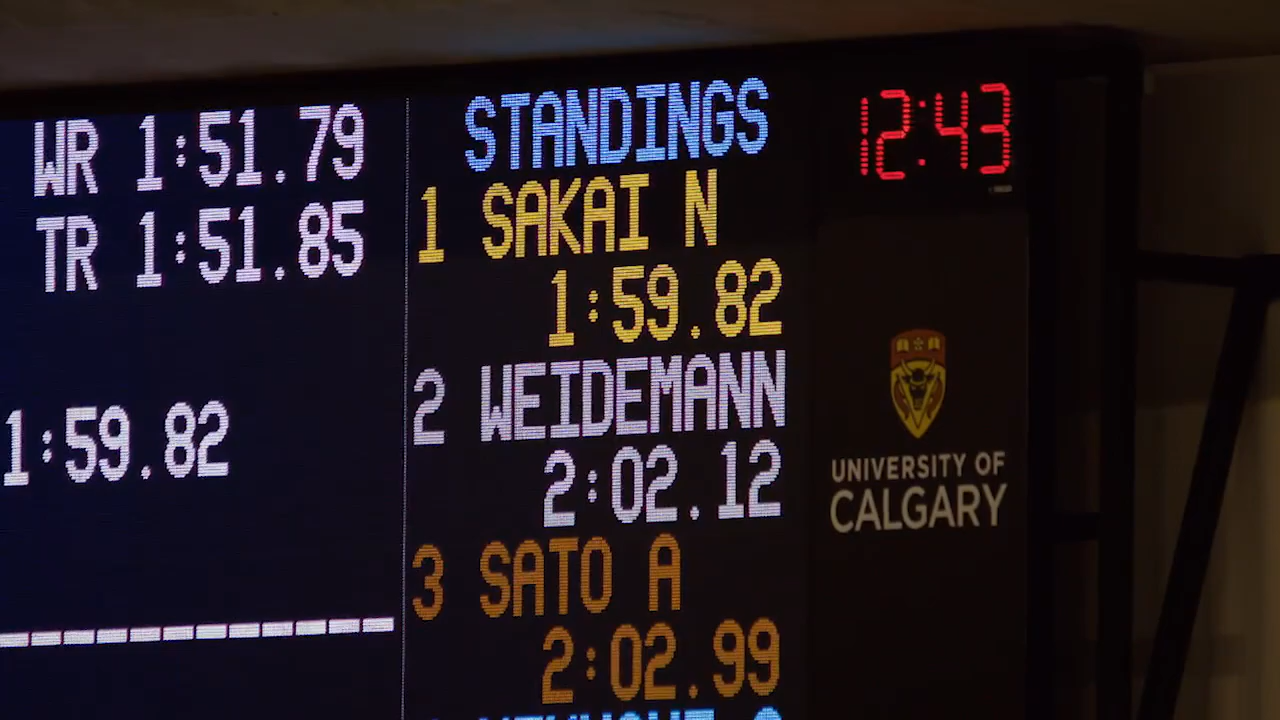 WR 1:51.79
TR 1:51.85
1:59.82
STANDINGS
1 SAKAI N
1:59.82
2 WEIDEMANN
2:02.12
3 SATO A
2:02.99
12:43
UNIVERSITY OF
CALGARY